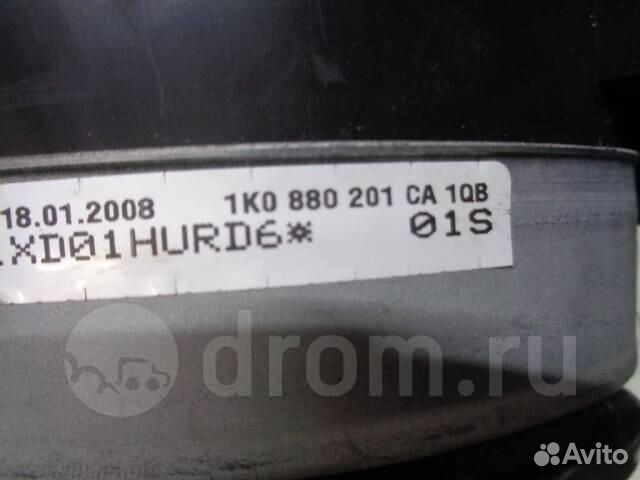 18.01.2008 1K0 880 201 CA 1QB
XD01HURD6* 01S
drom.ru
Avito